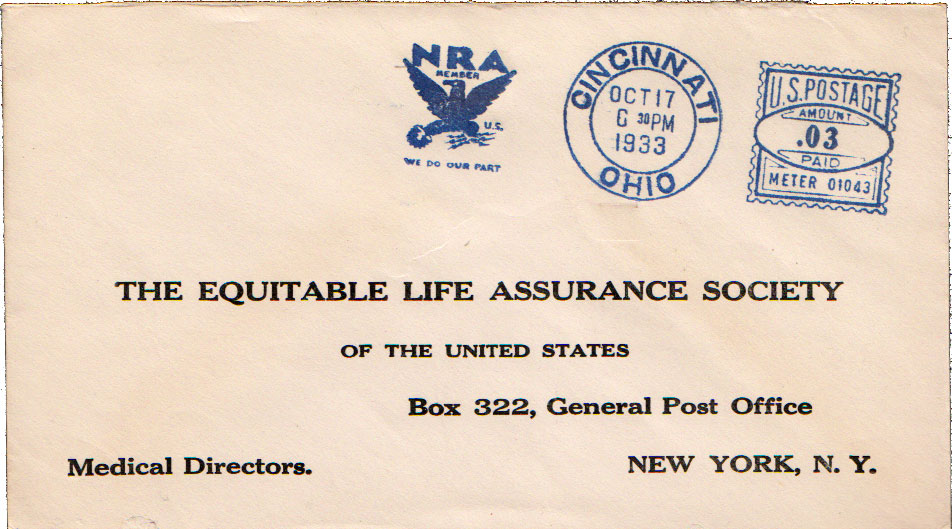 NRA
MEMBER
U.S.
WE DO OUR PART
CINCINNATI
OCT 17
6 30 PM
1933
OHIO
U.S. POSTAGE
AMOUNT
.03
PAID
METER 01043
THE EQUITABLE LIFE ASSURANCE SOCIETY
OF THE UNITED STATES
Box 322, General Post Office
Medical Directors.
NEW YORK, N. Y.